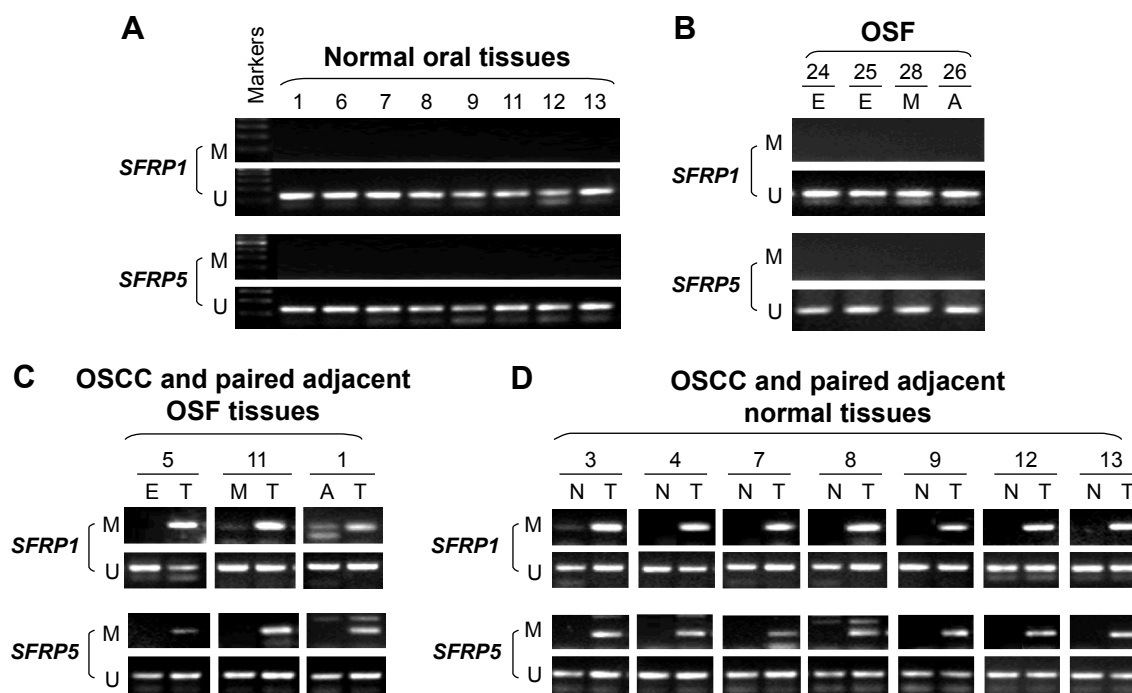 A
Markers
Normal oral tissues
1 6 7 8 9 11 12 13
SFRP1
M
U
SFRP5
M
U
B
OSF
24 25 28 26
E E M A
SFRP1
M
U
SFRP5
M
U
C
OSCC and paired adjacent
OSF tissues
5 11 1
E T M T A T
SFRP1
M
U
SFRP5
M
U
D
OSCC and paired adjacent
normal tissues
3 4 7 8 9 12 13
N T N T N T N T N T N T N T
SFRP1
M
U
SFRP5
M
U